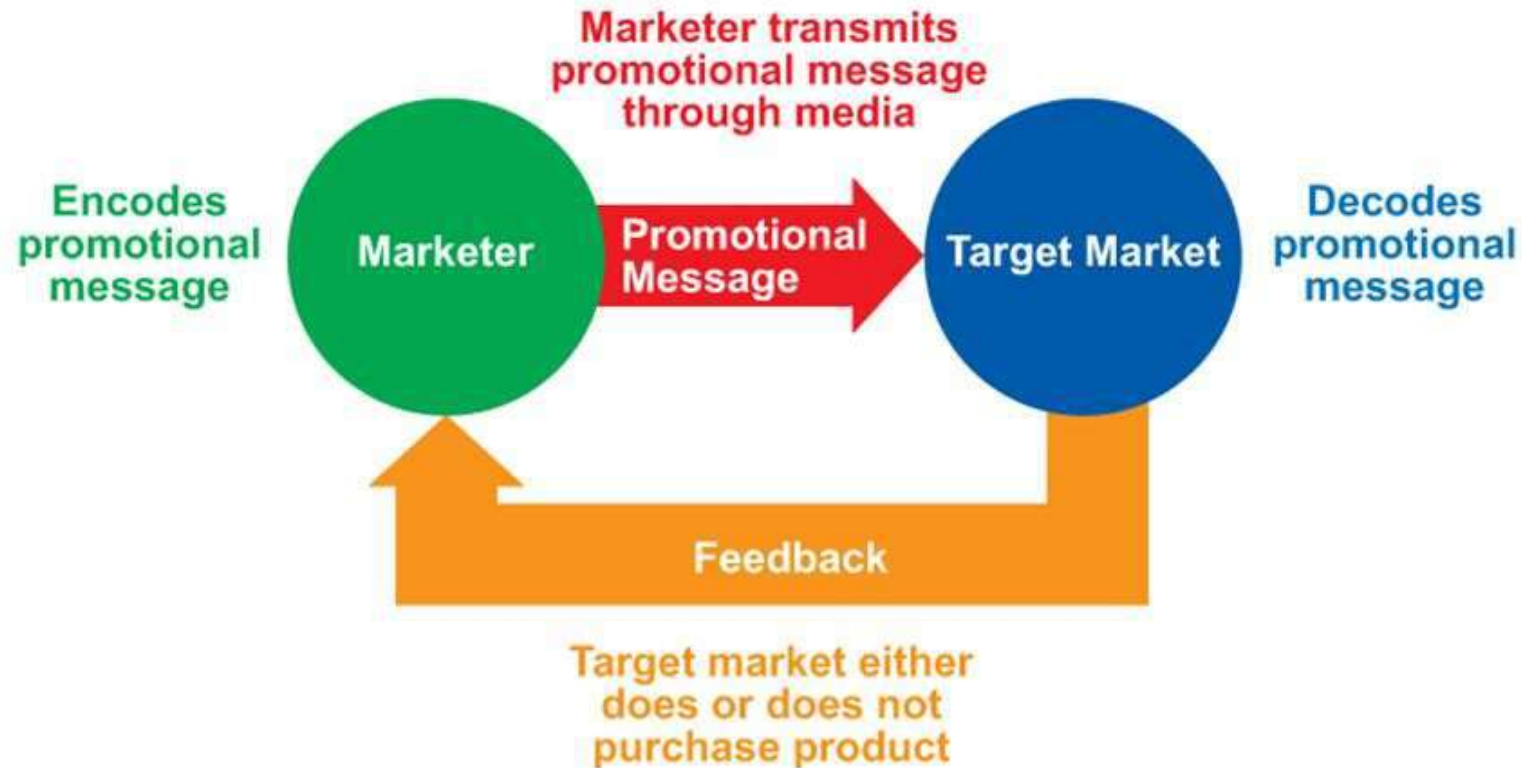 Marketer transmits
promotional message
through media
Encodes
promotional
message
Marketer
Promotional
Message
Target Market
Decodes
promotional
message
Feedback
Target market either
does or does not
purchase product